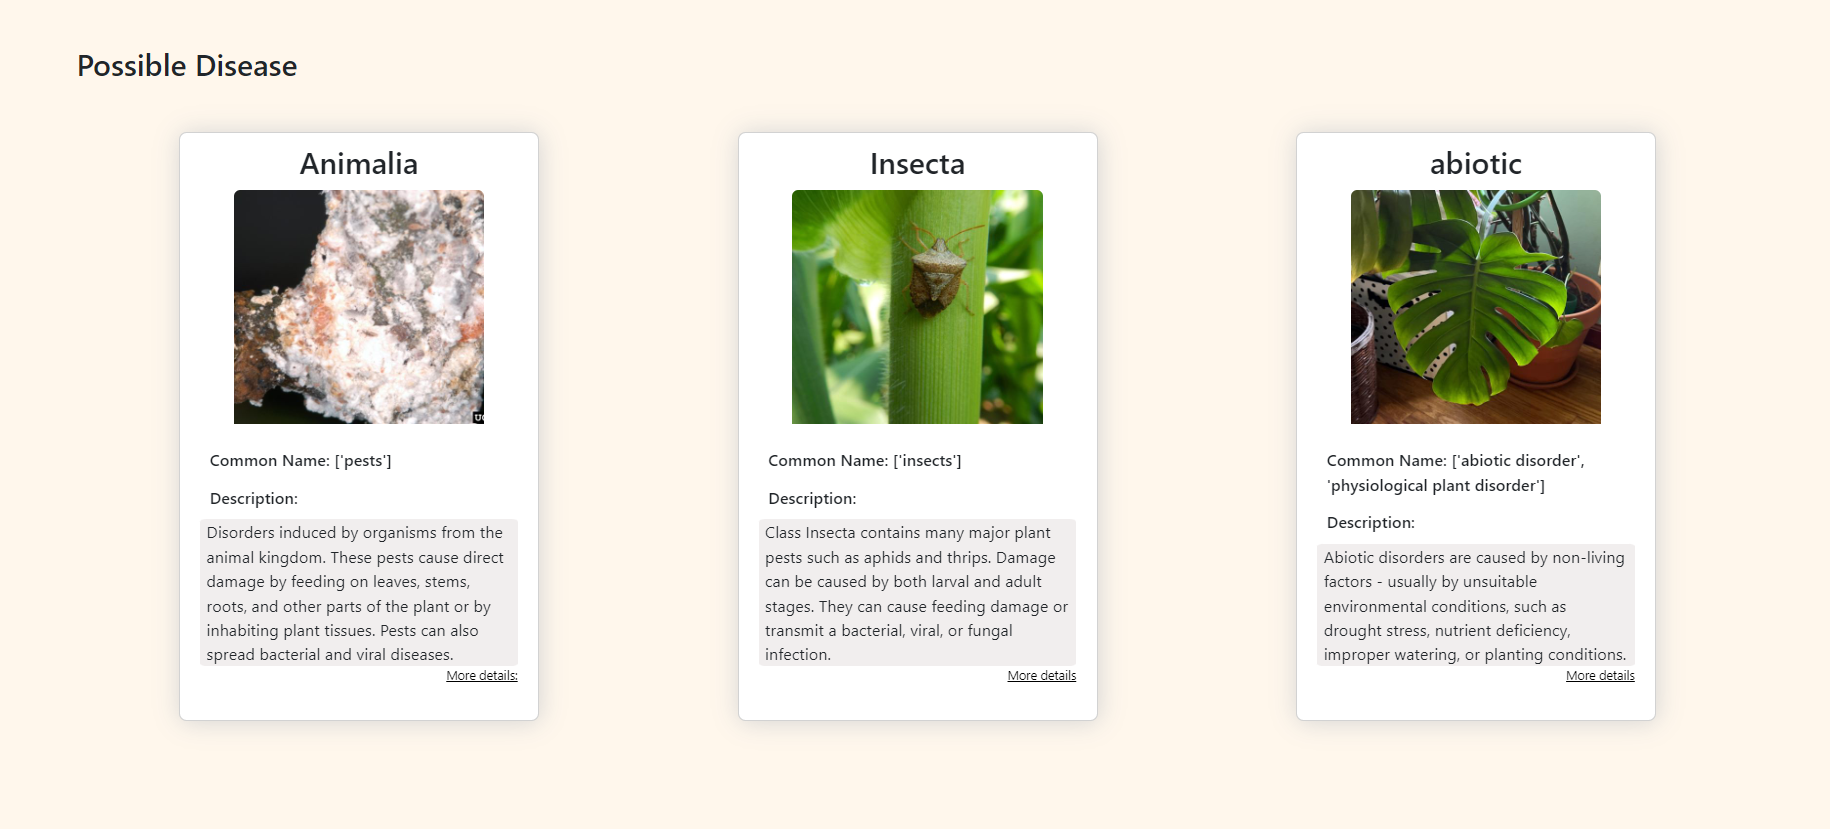 Possible Disease
Animalia
Common Name: ['pests']
Description:
Disorders induced by organisms from the
animal kingdom. These pests cause direct
damage by feeding on leaves, stems,
roots, and other parts of the plant or by
inhabiting plant tissues. Pests can also
spread bacterial and viral diseases.
More details:
Insecta
Common Name: ['insects']
Description:
Class Insecta contains many major plant
pests such as aphids and thrips. Damage
can be caused by both larval and adult
stages. They can cause feeding damage or
transmit a bacterial, viral, or fungal
infection.
More details
abiotic
Common Name: ['abiotic disorder',
'physiological plant disorder']
Description:
Abiotic disorders are caused by non-living
factors - usually by unsuitable
environmental conditions, such as
drought stress, nutrient deficiency,
improper watering, or planting conditions.
More details